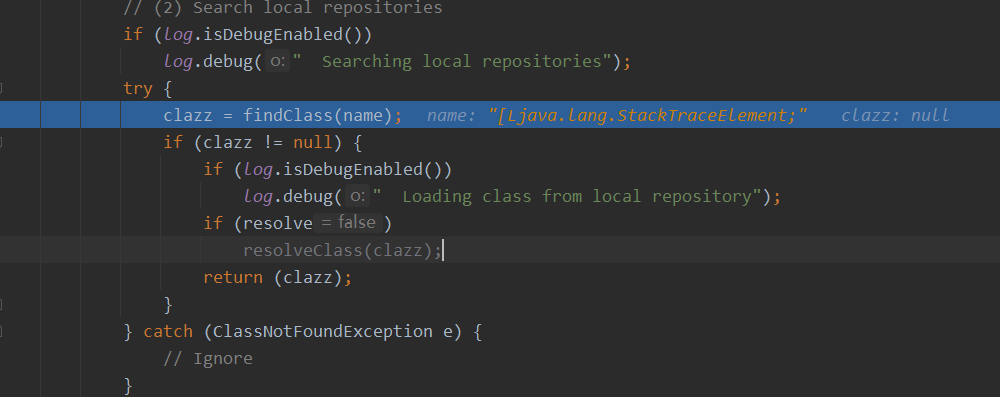 // (2) Search local repositories
if (log.isDebugEnabled())
log.debug( o: "  Searching local repositories");
try {
clazz = findClass(name);  name: "[Ljava.lang.StackTraceElement;"  clazz: null
if (clazz != null) {
if (log.isDebugEnabled())
log.debug( o: "  Loading class from local repository");
if (resolve = false )
resolveClass(clazz);
return (clazz);
}
} catch (ClassNotFoundException e) {
// Ignore
}